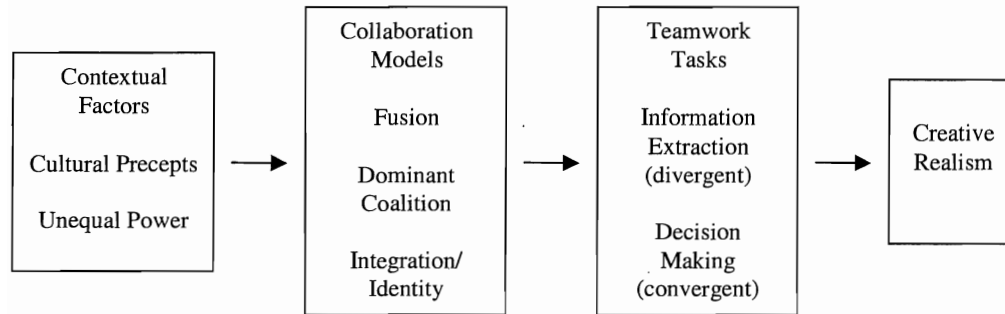 Contextual
Factors
Cultural Precepts
Unequal Power
Collaboration
Models
Fusion
Dominant
Coalition
Integration/
Identity
Teamwork
Tasks
Information
Extraction
(divergent)
Decision
Making
(convergent)
Creative
Realism